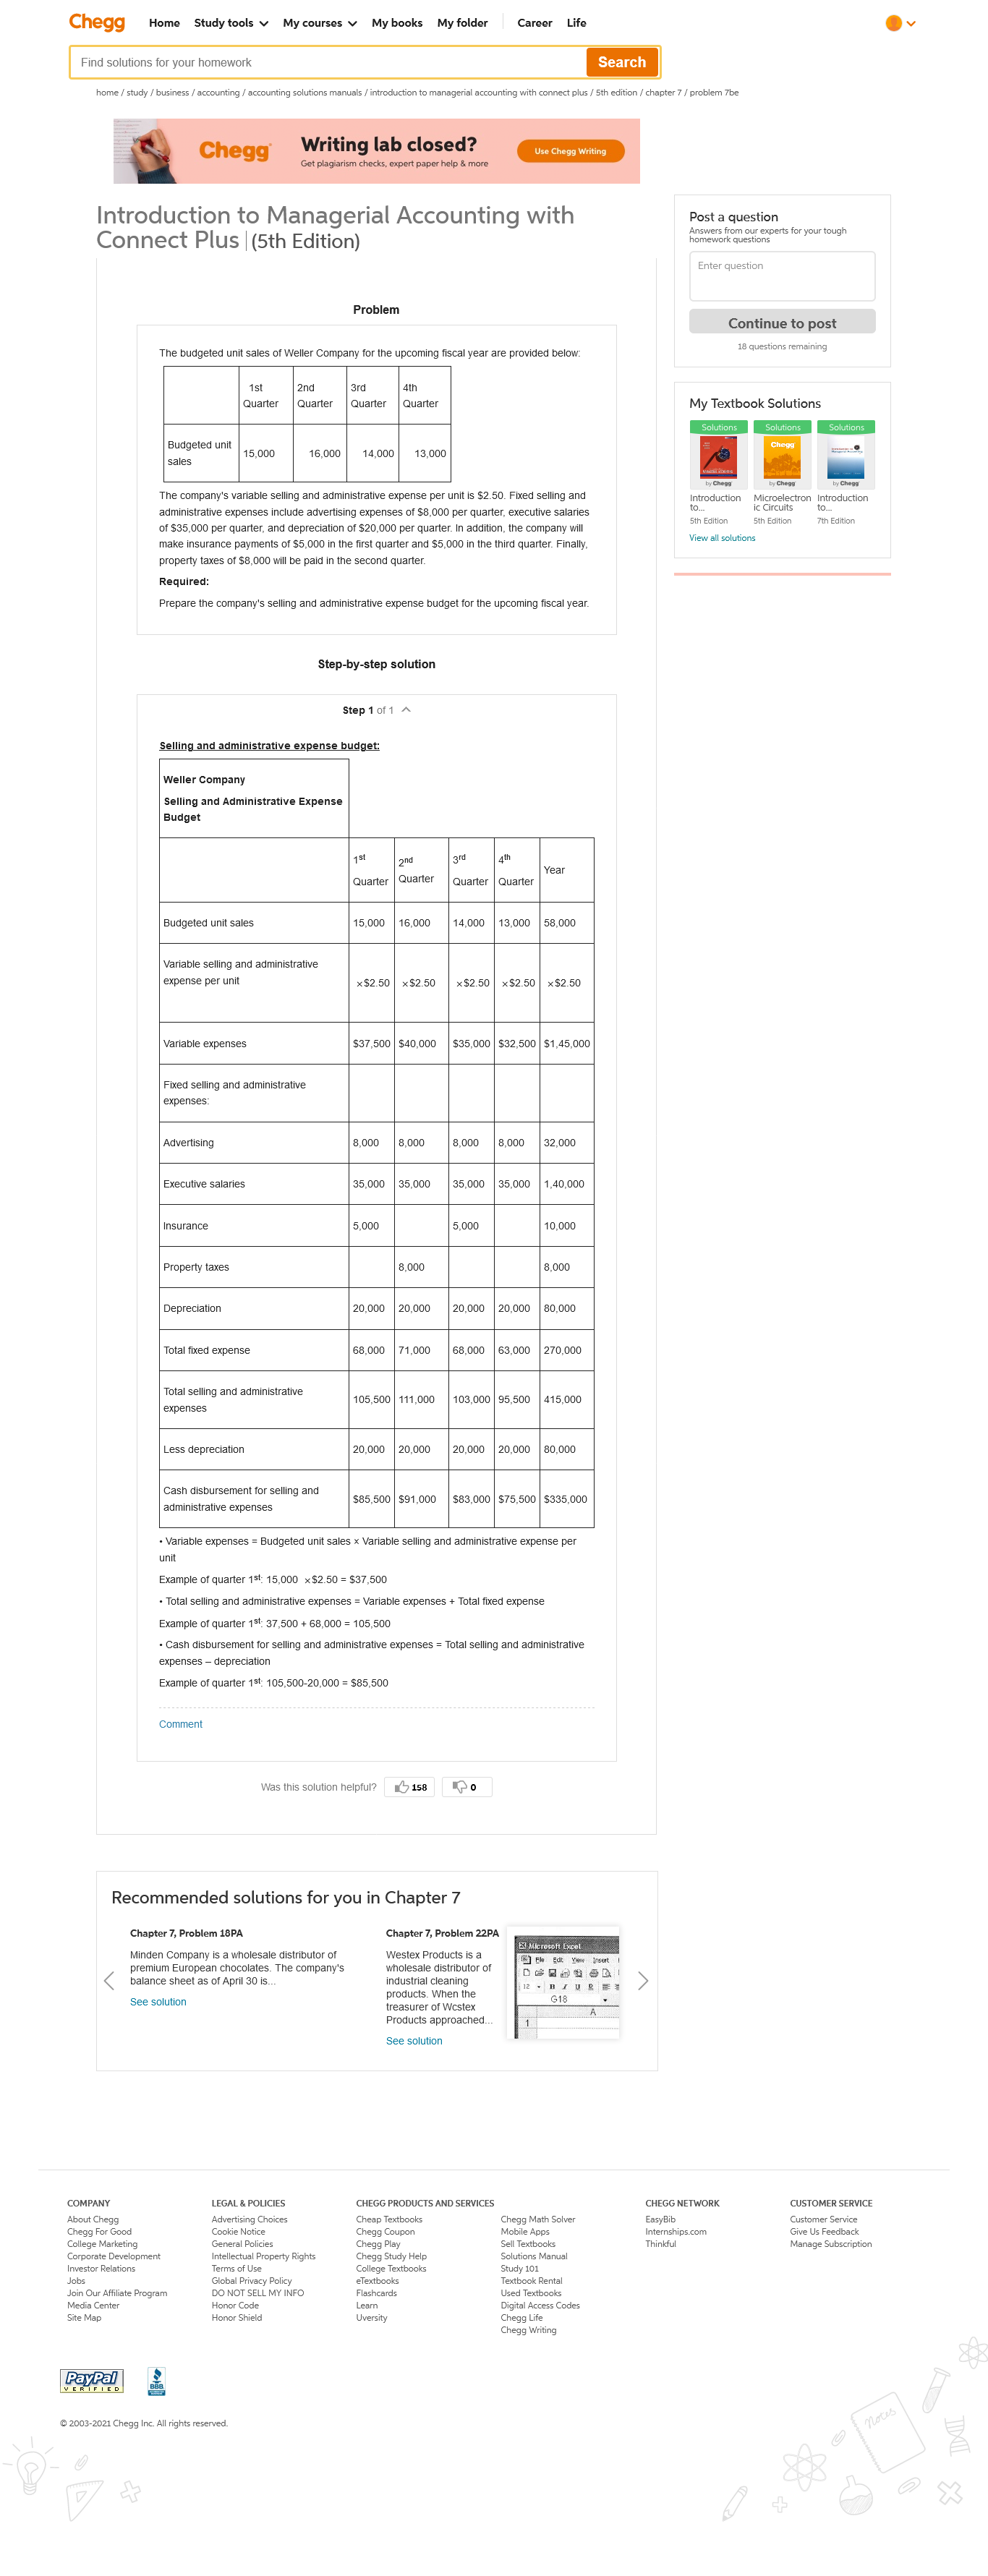 Chegg
Home Study tools My courses My books My folder Career Life
Find solutions for your homework
Search
home / study / business / accounting / accounting solutions manuals / introduction to managerial accounting with connect plus / 5th edition / chapter 7 / problem 7be
Chegg
Writing lab closed?
Get plagiarism checks, expert paper help & more
Use Chegg Writing
Introduction to Managerial Accounting with
Connect Plus | (5th Edition)
Problem
The budgeted unit sales of Weller Company for the upcoming fiscal year are provided below:
1st Quarter 2nd Quarter 3rd Quarter 4th Quarter
Budgeted unit sales 15,000 16,000 14,000 13,000
The company's variable selling and administrative expense per unit is $2.50. Fixed selling and
administrative expenses include advertising expenses of $8,000 per quarter, executive salaries
of $35,000 per quarter, and depreciation of $20,000 per quarter. In addition, the company will
make insurance payments of $5,000 in the first quarter and $5,000 in the third quarter. Finally,
property taxes of $8,000 will be paid in the second quarter.
Required:
Prepare the company's selling and administrative expense budget for the upcoming fiscal year.
Step-by-step solution
Step 1 of 1
Selling and administrative expense budget:
Weller Company
Selling and Administrative Expense
Budget
1st Quarter 2nd Quarter 3rd Quarter 4th Quarter Year
Budgeted unit sales 15,000 16,000 14,000 13,000 58,000
Variable selling and administrative
expense per unit ×$2.50 ×$2.50 ×$2.50 ×$2.50 ×$2.50
Variable expenses $37,500 $40,000 $35,000 $32,500 $1,45,000
Fixed selling and administrative
expenses:
Advertising 8,000 8,000 8,000 8,000 32,000
Executive salaries 35,000 35,000 35,000 35,000 1,40,000
Insurance 5,000 5,000 10,000
Property taxes 8,000 8,000
Depreciation 20,000 20,000 20,000 20,000 80,000
Total fixed expense 68,000 71,000 68,000 63,000 270,000
Total selling and administrative
expenses 105,500 111,000 103,000 95,500 415,000
Less depreciation 20,000 20,000 20,000 20,000 80,000
Cash disbursement for selling and
administrative expenses $85,500 $91,000 $83,000 $75,500 $335,000
• Variable expenses = Budgeted unit sales × Variable selling and administrative expense per
unit
Example of quarter 1st: 15,000 ×$2.50 = $37,500
• Total selling and administrative expenses = Variable expenses + Total fixed expense
Example of quarter 1st: 37,500 + 68,000 = 105,500
• Cash disbursement for selling and administrative expenses = Total selling and administrative
expenses – depreciation
Example of quarter 1st: 105,500-20,000 = $85,500
Comment
Was this solution helpful? 158 0
Post a question
Answers from our experts for your tough
homework questions
Enter question
Continue to post
18 questions remaining
My Textbook Solutions
Solutions Solutions Solutions
Chegg
by Chegg by Chegg by Chegg
Introduction to... Microelectronic Circuits Introduction to...
5th Edition 5th Edition 7th Edition
View all solutions
Recommended solutions for you in Chapter 7
Chapter 7, Problem 18PA
Minden Company is a wholesale distributor of
premium European chocolates. The company's
balance sheet as of April 30 is...
See solution
Chapter 7, Problem 22PA
Westex Products is a
wholesale distributor of
industrial cleaning
products. When the
treasurer of Wcstex
Products approached...
See solution
Microsoft Excel
File Edit View Insert
12 B I U
G18
A
1
COMPANY
About Chegg
Chegg For Good
College Marketing
Corporate Development
Investor Relations
Jobs
Join Our Affiliate Program
Media Center
Site Map
LEGAL & POLICIES
Advertising Choices
Cookie Notice
General Policies
Intellectual Property Rights
Terms of Use
Global Privacy Policy
DO NOT SELL MY INFO
Honor Code
Honor Shield
CHEGG PRODUCTS AND SERVICES
Cheap Textbooks
Chegg Coupon
Chegg Play
Chegg Study Help
College Textbooks
eTextbooks
Flashcards
Learn
Uversity
Chegg Math Solver
Mobile Apps
Sell Textbooks
Solutions Manual
Study 101
Textbook Rental
Used Textbooks
Digital Access Codes
Chegg Life
Chegg Writing
CHEGG NETWORK
EasyBib
Internships.com
Thinkful
CUSTOMER SERVICE
Customer Service
Give Us Feedback
Manage Subscription
PayPal
VERIFIED
BBB
© 2003-2021 Chegg Inc. All rights reserved.
Notes